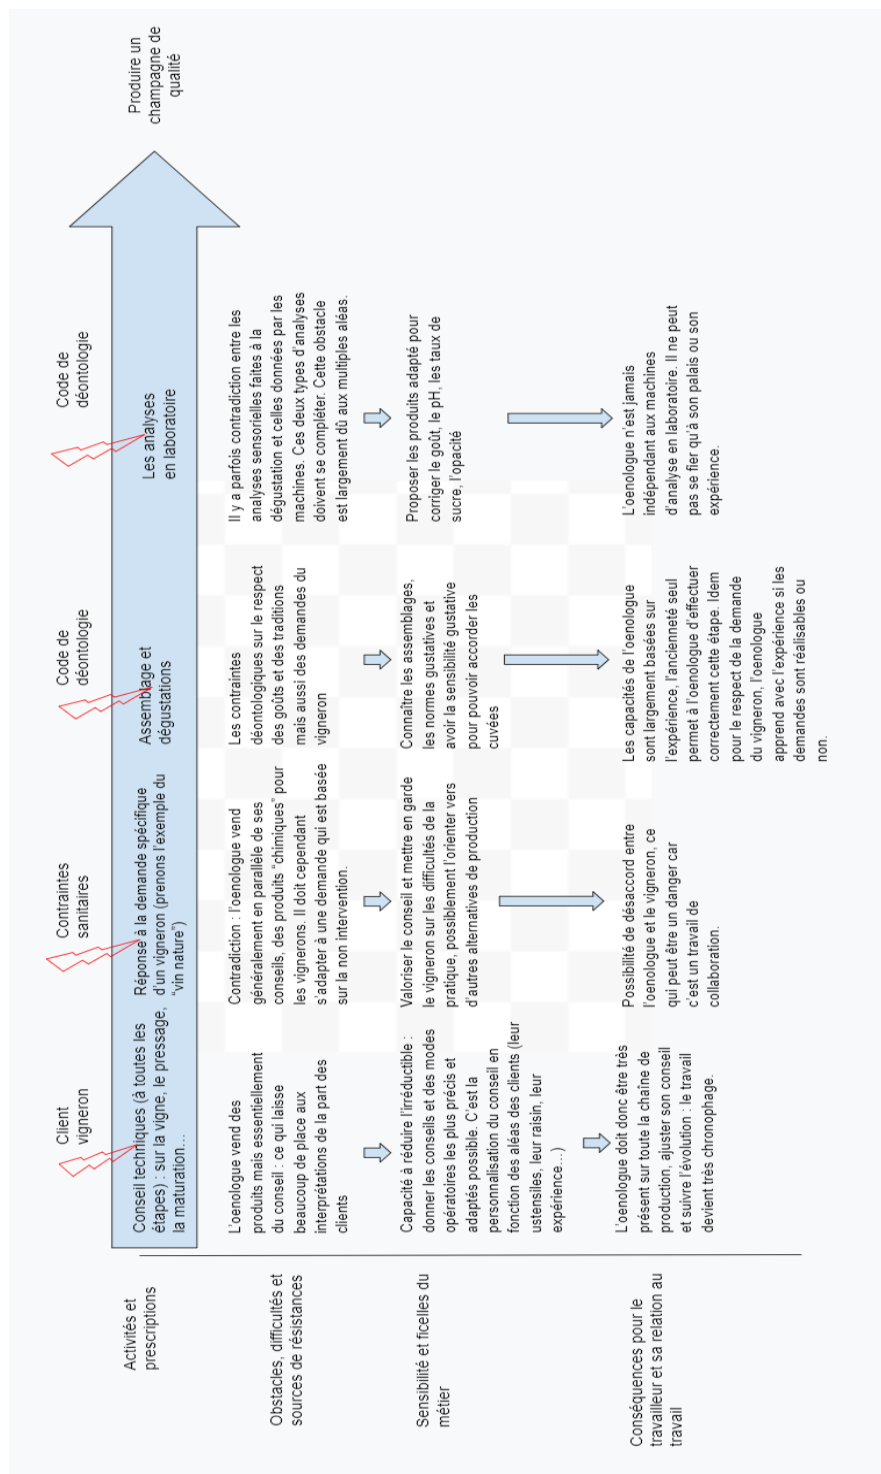 Client
vigneron
Contraintes
sanitaires
Code de
déontologie
Code de
déontologie
Activités et
prescriptions
Conseil techniques (à toutes les
étapes) : sur la vigne, le pressage,
la maturation...
Réponse à la demande spécifique
d'un vigneron (prenons l'exemple du
“vin nature”)
Assemblage et
dégustations
Les analyses
en laboratoire
Produire un
champagne de
qualité
Obstacles, difficultés et
sources de résistances
L'oenologue vend des
produits mais essentiellement
du conseil : ce qui laisse
beaucoup de place aux
interprétations de la part des
clients
Contradiction : l'oenologue vend
généralement en parallèle de ses
conseils, des produits “chimiques” pour
les vignerons. Il doit cependant
s'adapter à une demande qui est basée
sur la non intervention.
Les contraintes
déontologiques sur le respect
des goûts et des traditions
mais aussi des demandes du
vigneron
Il y a parfois contradiction entre les
analyses sensorielles faites à la
dégustation et celles données par les
machines. Ces deux types d'analyses
doivent se compléter. Cette obstacle
est largement dû aux multiples aléas.
Sensibilité et ficelles du
métier
Capacité à réduire l'irréductible :
donner les conseils et des modes
opératoires les plus précis et
adaptés possible. C'est la
personnalisation du conseil en
fonction des aléas des clients (leur
ustensiles, leur raisin, leur
expérience...)
Valoriser le conseil et mettre en garde
le vigneron sur les difficultés de la
pratique, possiblement l'orienter vers
d'autres alternatives de production
Connaître les assemblages,
les normes gustatives et
avoir la sensibilité gustative
pour pouvoir accorder les
cuvées
Proposer les produits adapté pour
corriger le goût, le pH, les taux de
sucre, l'opacité
Conséquences pour le
travailleur et sa relation au
travail
L'oenologue doit donc être très
présent sur toute la chaîne de
production, ajuster son conseil
et suivre l'évolution : le travail
devient très chronophage.
Possibilité de désaccord entre
l'oenologue et le vigneron, ce
qui peut être un danger car
c'est un travail de
collaboration.
Les capacités de l'oenologue
sont largement basées sur
l'expérience, l'ancienneté seul
permet à l'oenologue d'effectuer
correctement cette étape. Idem
pour le respect de la demande
du vigneron, l'oenologue
apprend avec l'expérience si les
demandes sont réalisables ou
non.
L'oenologue n'est jamais
indépendant aux machines
d'analyse en laboratoire. Il ne peut
pas se fier qu'à son palais ou son
expérience.